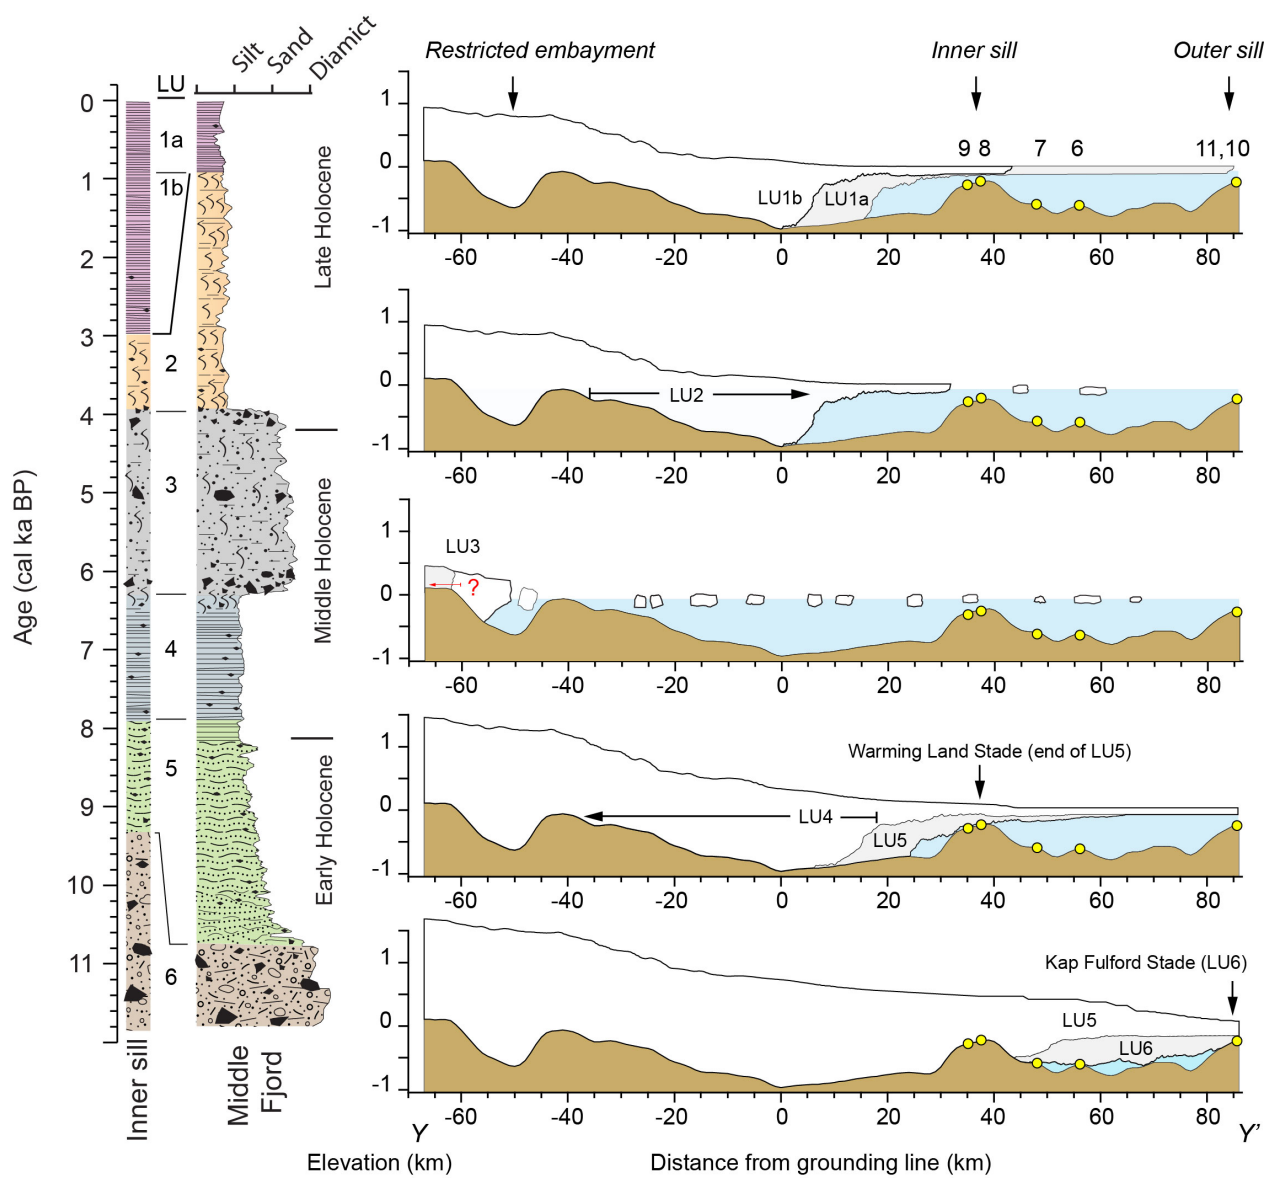 Silt
Sand
Diamict
LU
0
1
2
3
4
5
6
7
8
9
10
11
Age (cal ka BP)
1a
1b
2
3
4
5
6
Late Holocene
Middle Holocene
Early Holocene
Inner sill
Middle
Fjord
Restricted embayment
Inner sill
Outer sill
1
0
-1
9 8 7 6 11,10
LU1b
LU1a
-60 -40 -20 0 20 40 60 80
1
0
-1
LU2
-60 -40 -20 0 20 40 60 80
1
0
-1
LU3
?
-60 -40 -20 0 20 40 60 80
Warming Land Stade (end of LU5)
1
0
-1
LU4
LU5
-60 -40 -20 0 20 40 60 80
Kap Fulford Stade (LU6)
1
0
-1
LU5
LU6
-60 -40 -20 0 20 40 60 80
Y
Y'
Elevation (km)
Distance from grounding line (km)